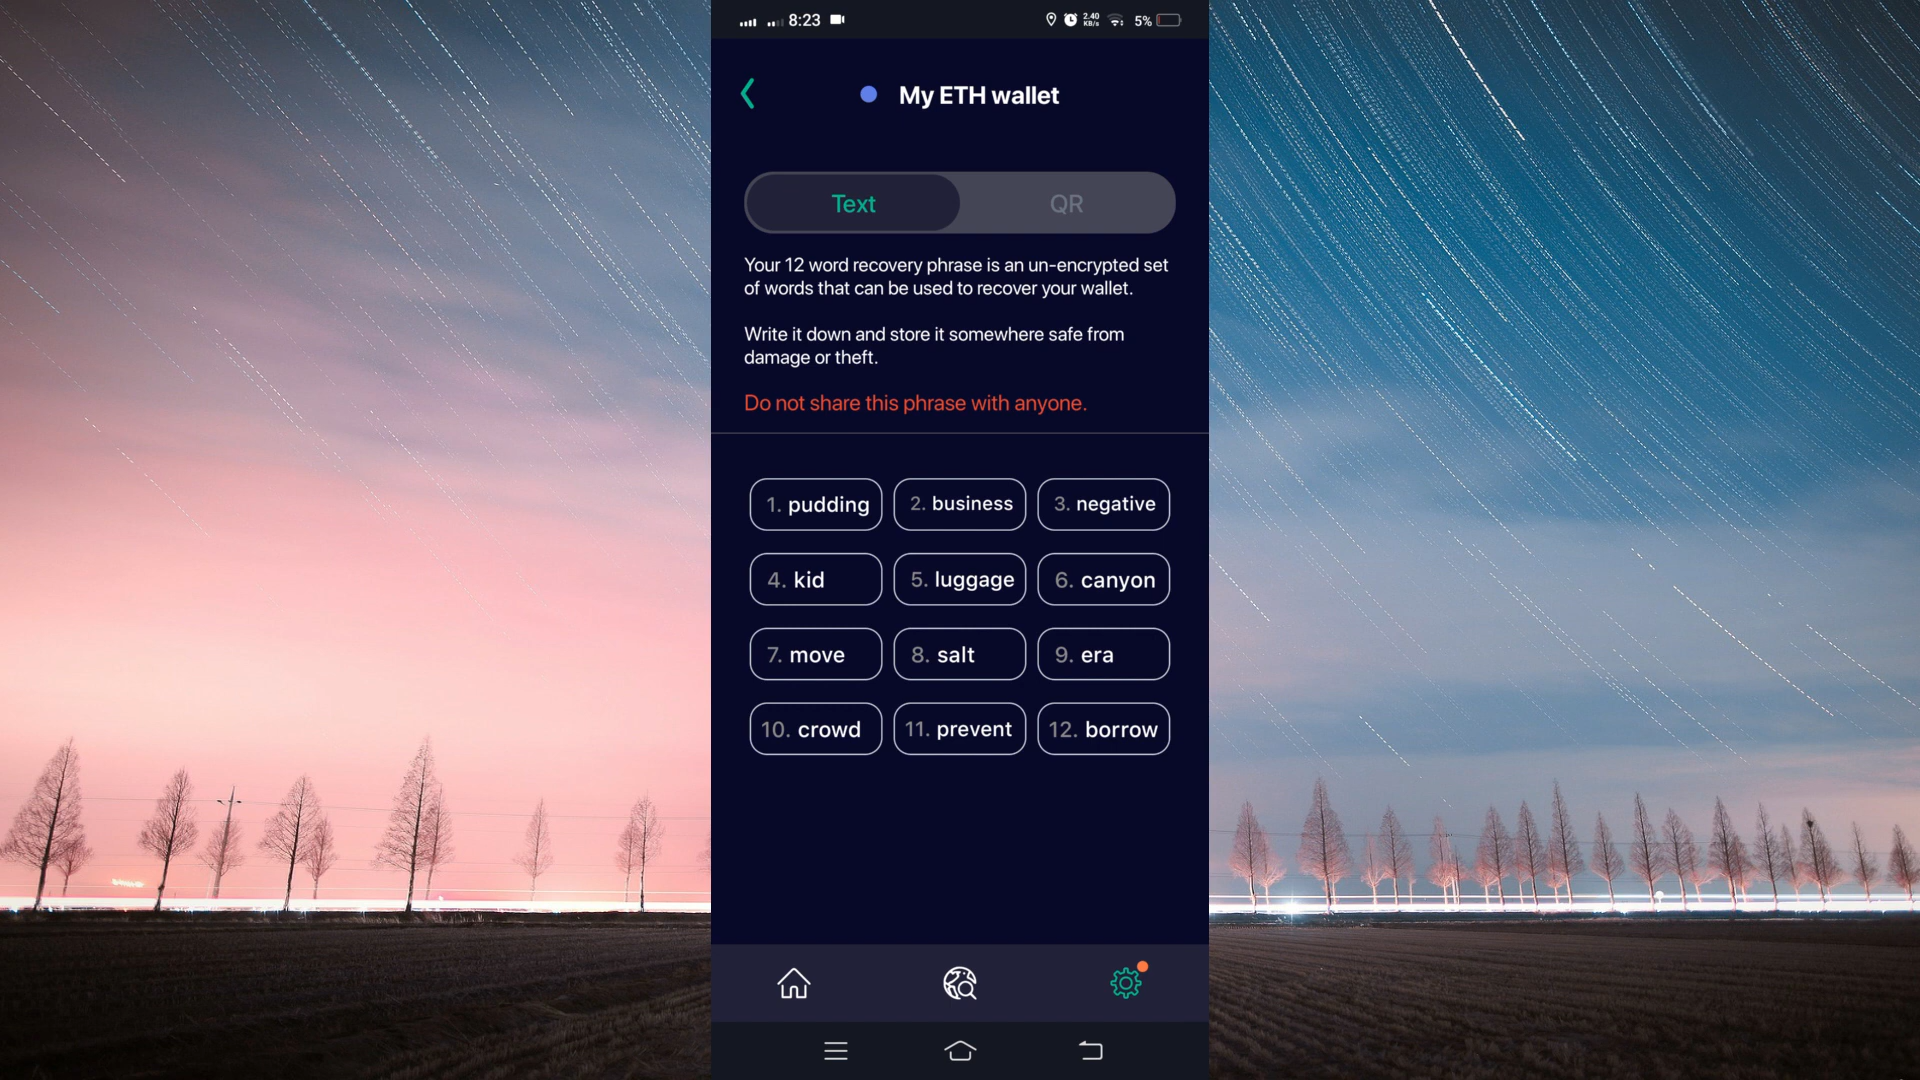 8:23
2.40
KB/s
5%
My ETH wallet
Text QR
Your 12 word recovery phrase is an un-encrypted set
of words that can be used to recover your wallet.
Write it down and store it somewhere safe from
damage or theft.
Do not share this phrase with anyone.
1. pudding 2. business 3. negative
4. kid 5. luggage 6. canyon
7. move 8. salt 9. era
10. crowd 11. prevent 12. borrow